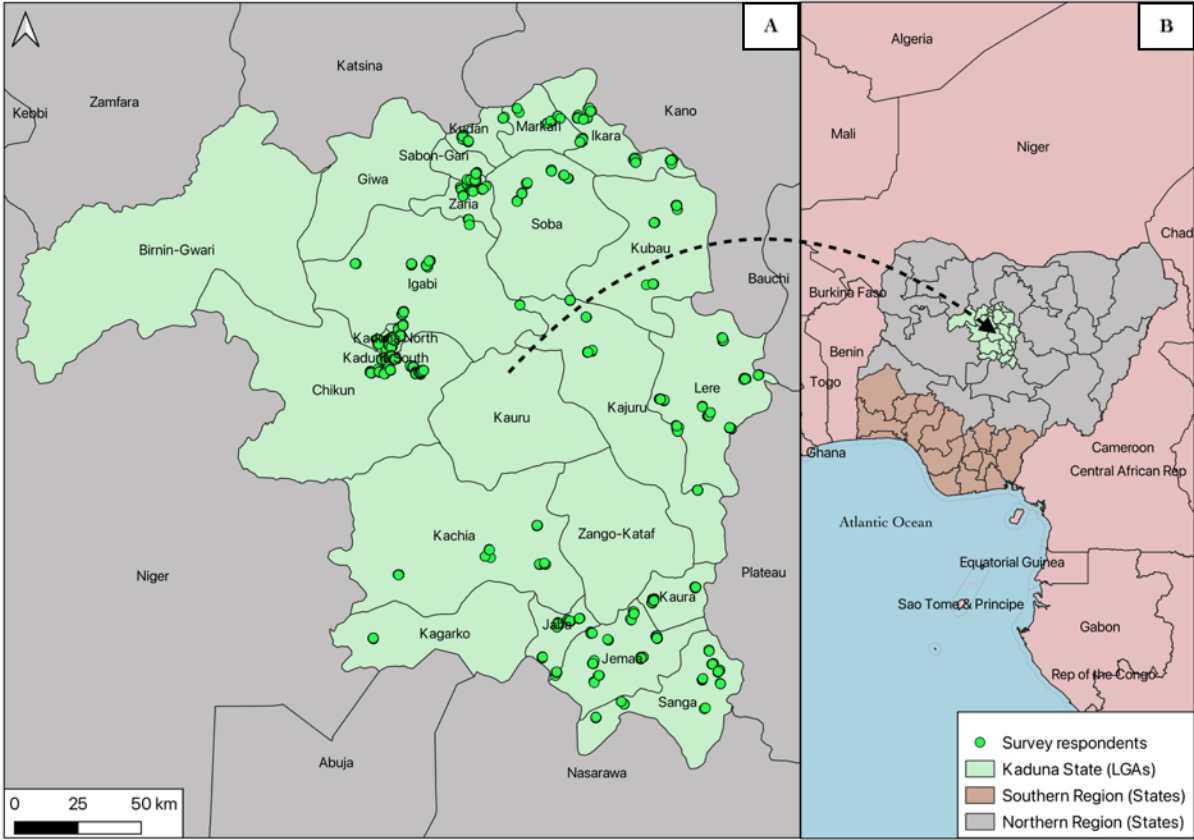 A
Katsina
Zamfara
Kebbi
Kano
Kudan
Markafi
Ikara
Sabon-Gari
Giwa
Zaria
Soba
Birnin-Gwari
Kubau
Bauchi
Igabi
Kaduna North
Kaduna South
Chikun
Lere
Kajuru
Kauru
Kachia
Zango-Kataf
Niger
Plateau
Kaura
Jaba
Kagarko
Jemaa
Sanga
Abuja
Nasarawa
0 25 50 km
B
Algeria
Mali
Niger
Chad
Burkina Faso
Benin
Togo
Ghana
Cameroon
Central African Rep
Atlantic Ocean
Equatorial Guinea
Sao Tome & Principe
Gabon
Rep of the Congo
Survey respondents
Kaduna State (LGAs)
Southern Region (States)
Northern Region (States)